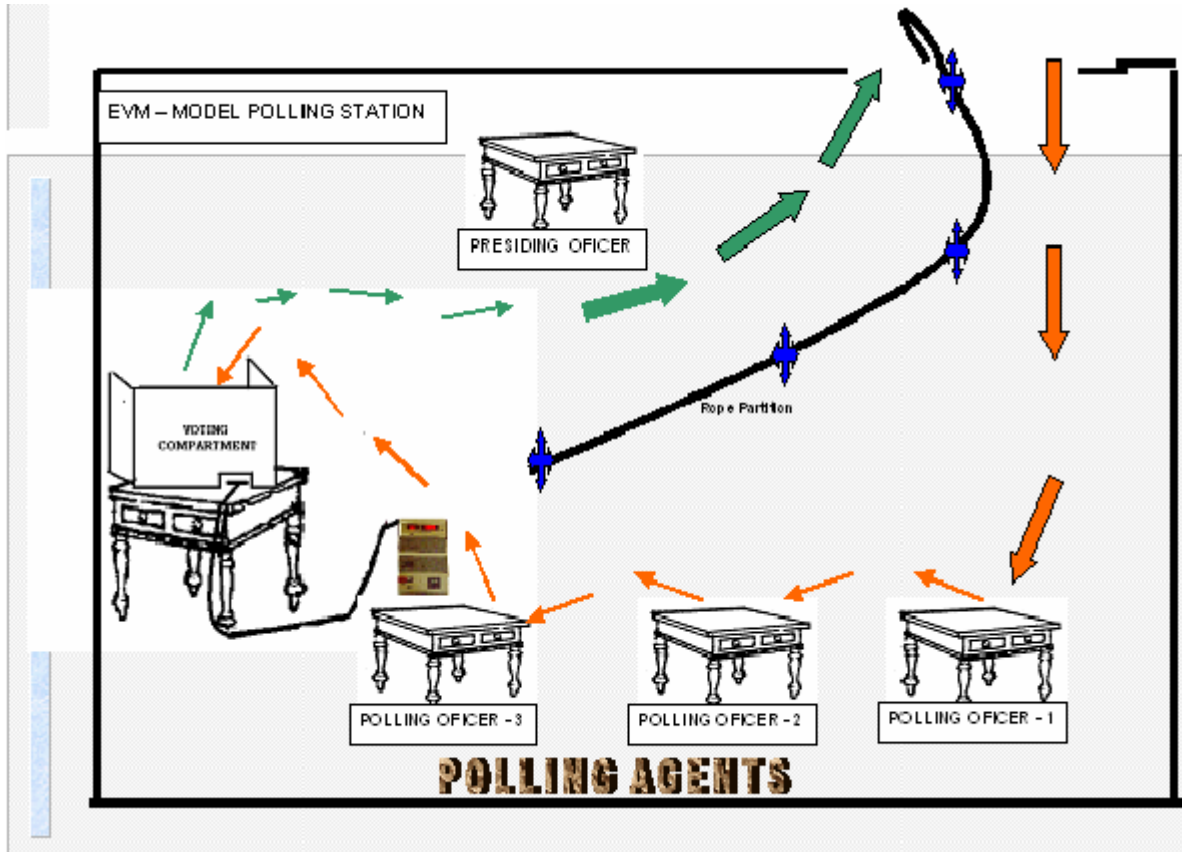 EVM – MODEL POLLING STATION
PRESIDING OFICER
Rope Partition
VOTING
COMPARTMENT
POLLING OFICER - 3
POLLING OFICER - 2
POLLING OFICER - 1
POLLING AGENTS